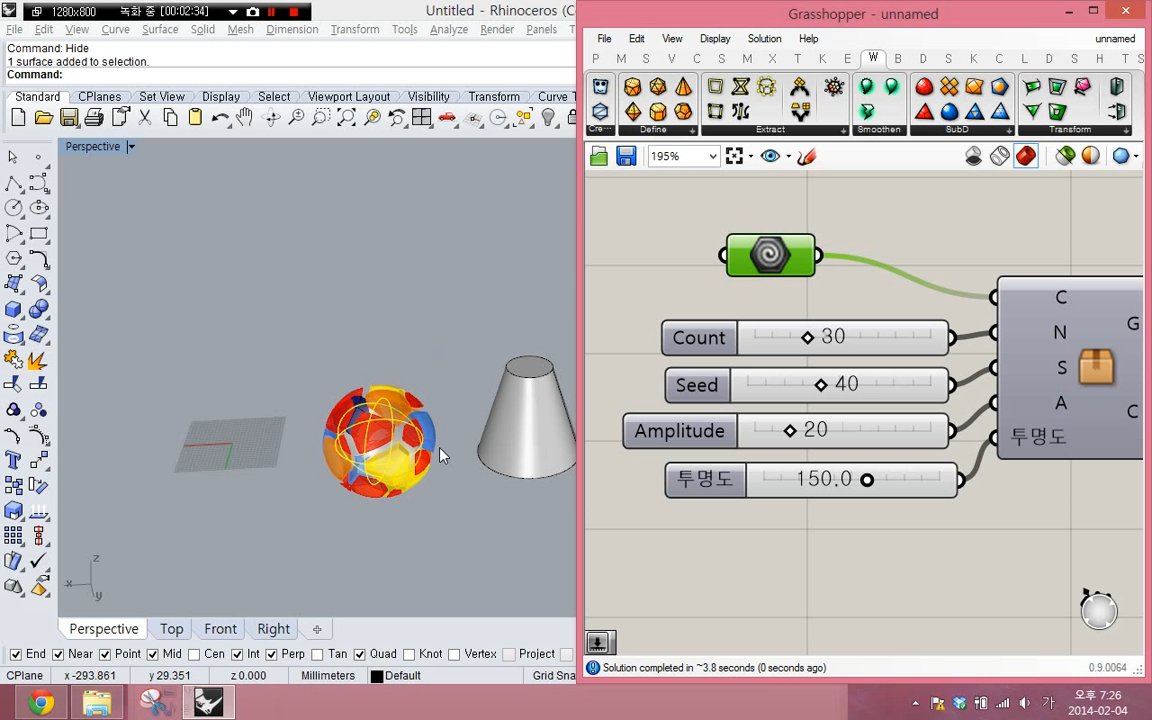 1280x800
녹화 중 [00:02:34]
Untitled - Rhinoceros (C
File Edit View Curve Surface Solid Mesh Dimension Transform Tools Analyze Render Panels
Command: Hide
1 surface added to selection.
Command:
Standard CPlanes Set View Display Select Viewport Layout Visibility Transform Curve T
Perspective
z
x
y
Perspective Top Front Right
End Near Point Mid Cen Int Perp Tan Quad Knot Vertex Project
CPlane x -293.861 y 29.351 z 0.000 Millimeters Default Grid Sna
Grasshopper - unnamed
File Edit View Display Solution Help unnamed
P M S V C S M X T K E W B D S K C L T S
Cre... Define Extract Smoothen SubD Transform
195%
C
N
S
A
투명도
G
C
Count 30
Seed 40
Amplitude 20
투명도 150.0
Solution completed in ~3.8 seconds (0 seconds ago) 0.9.0064
가
오후 7:26
2014-02-04